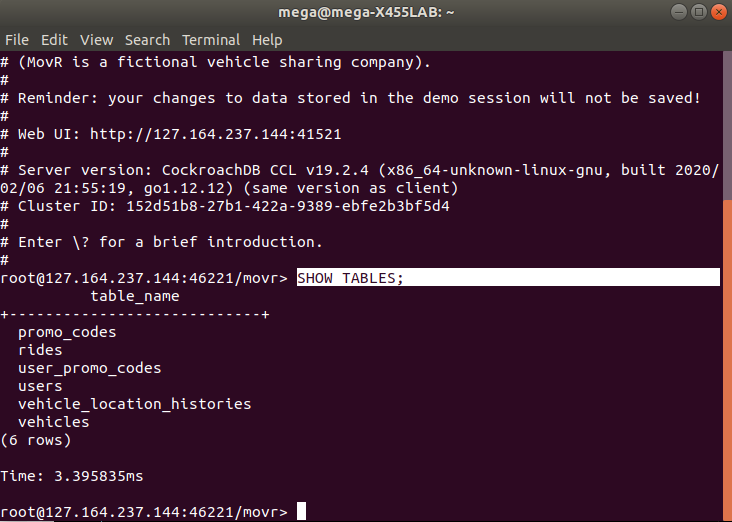 mega@mega-X455LAB: ~
File Edit View Search Terminal Help
# (MovR is a fictional vehicle sharing company).
#
# Reminder: your changes to data stored in the demo session will not be saved!
#
# Web UI: http://127.164.237.144:41521
#
# Server version: CockroachDB CCL v19.2.4 (x86_64-unknown-linux-gnu, built 2020/
02/06 21:55:19, go1.12.12) (same version as client)
# Cluster ID: 152d51b8-27b1-422a-9389-ebfe2b3bf5d4
#
# Enter \? for a brief introduction.
#
root@127.164.237.144:46221/movr> SHOW TABLES;
table_name
+----------------------------+
promo_codes
rides
user_promo_codes
users
vehicle_location_histories
vehicles
(6 rows)
Time: 3.395835ms
root@127.164.237.144:46221/movr>